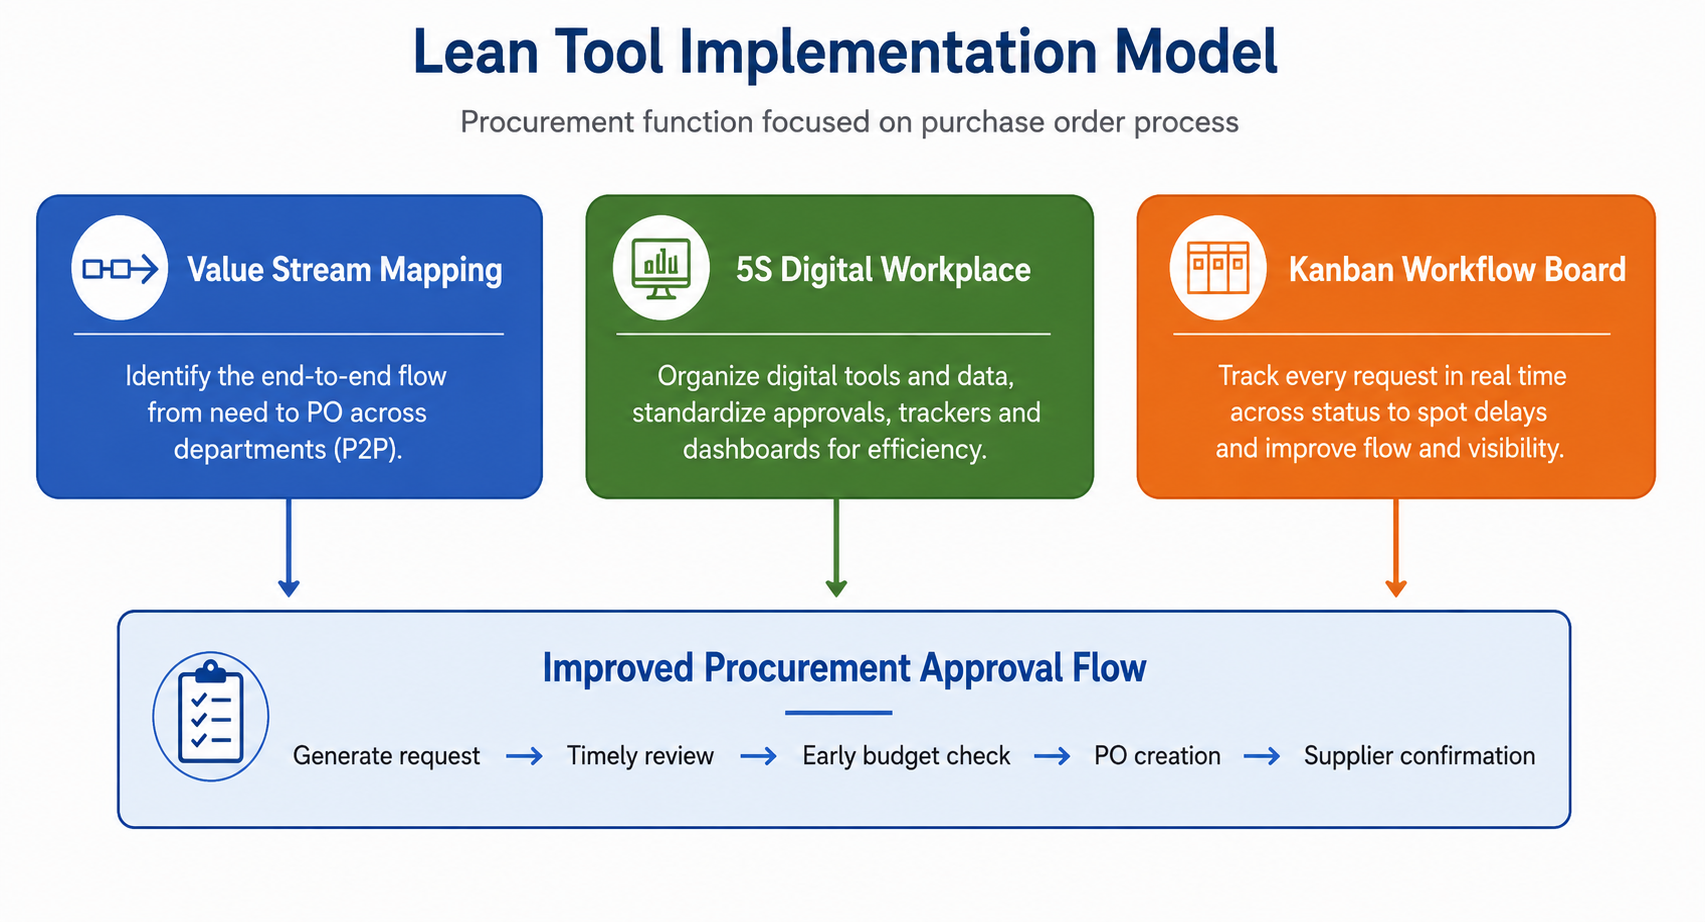 Lean Tool Implementation Model
Procurement function focused on purchase order process
Value Stream Mapping
Identify the end-to-end flow
from need to PO across
departments (P2P).
5S Digital Workplace
Organize digital tools and data,
standardize approvals, trackers and
dashboards for efficiency.
Kanban Workflow Board
Track every request in real time
across status to spot delays
and improve flow and visibility.
Improved Procurement Approval Flow
Generate request → Timely review → Early budget check → PO creation → Supplier confirmation